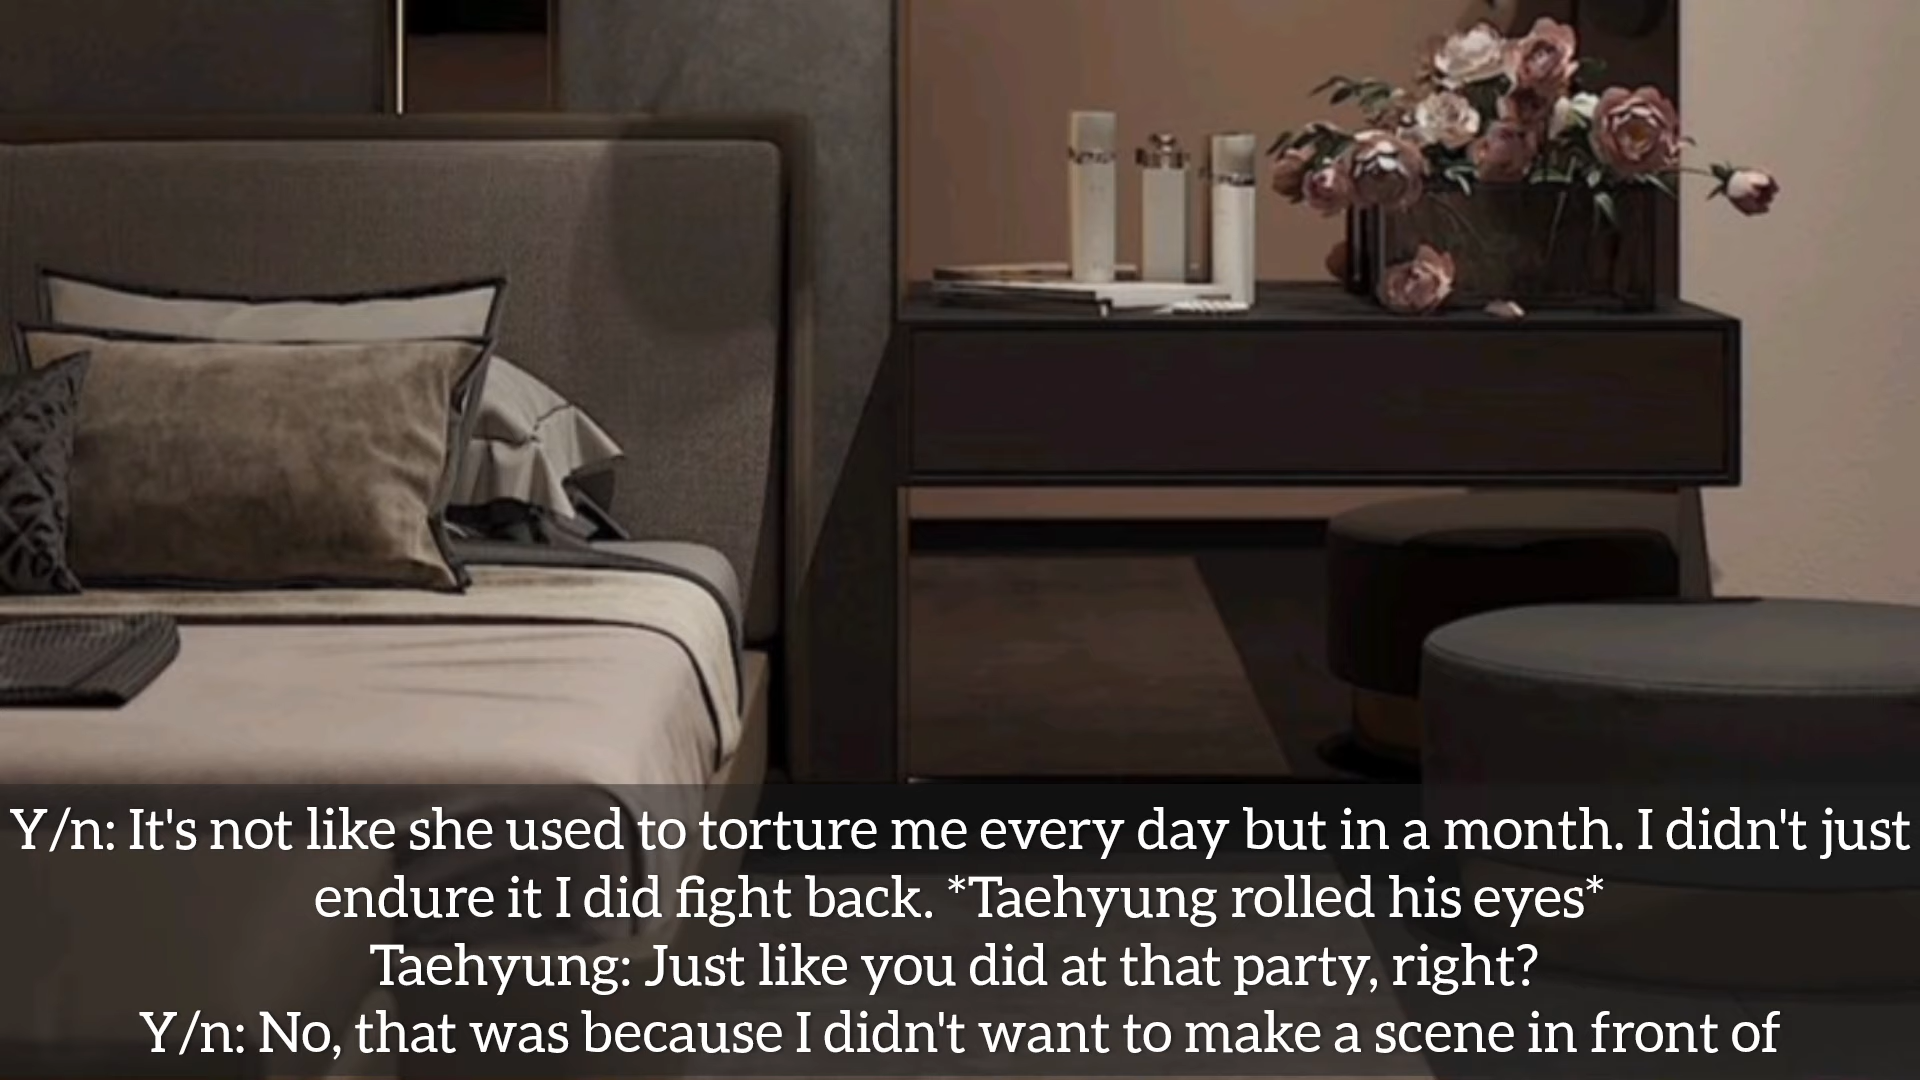 Y/n: It's not like she used to torture me every day but in a month. I didn't just
endure it I did fight back. *Taehyung rolled his eyes*
Taehyung: Just like you did at that party, right?
Y/n: No, that was because I didn't want to make a scene in front of